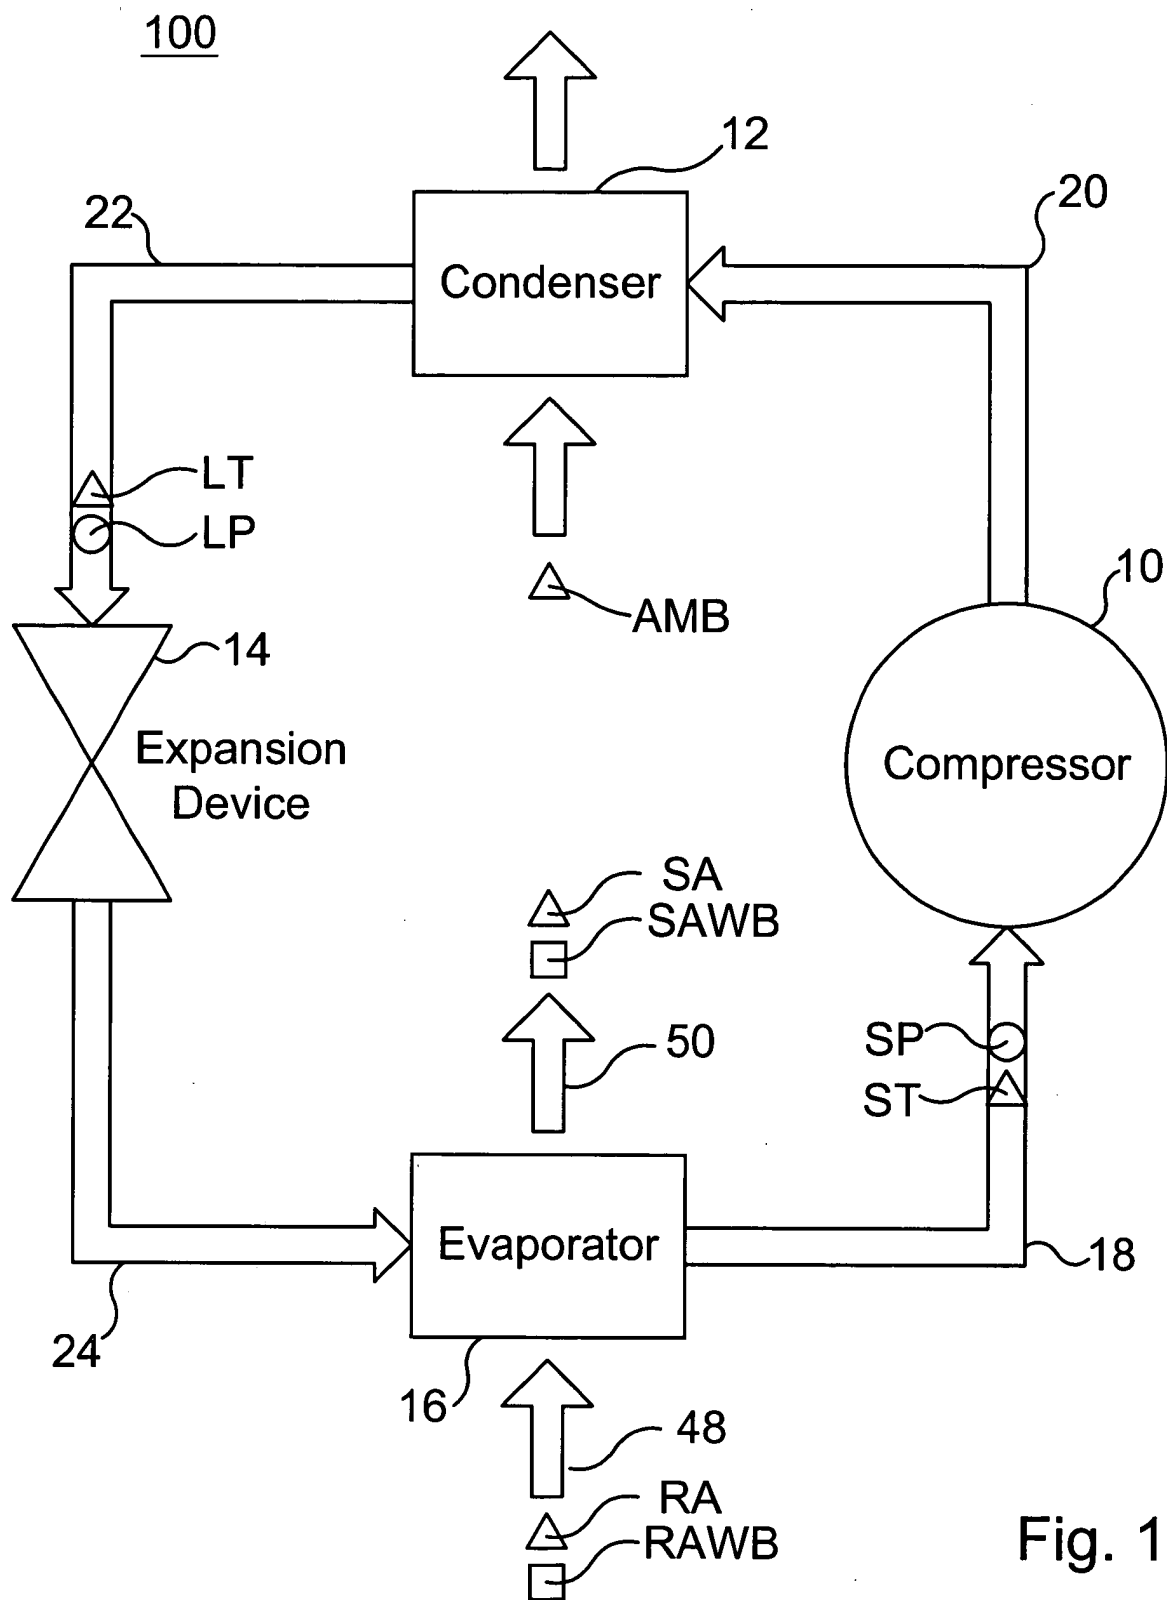 100
12
20
22
Condenser
LT
LP
AMB
10
14
Expansion
Device
Compressor
SA
SAWB
50
SP
ST
Evaporator
18
24
16
48
RA
RAWB
Fig. 1